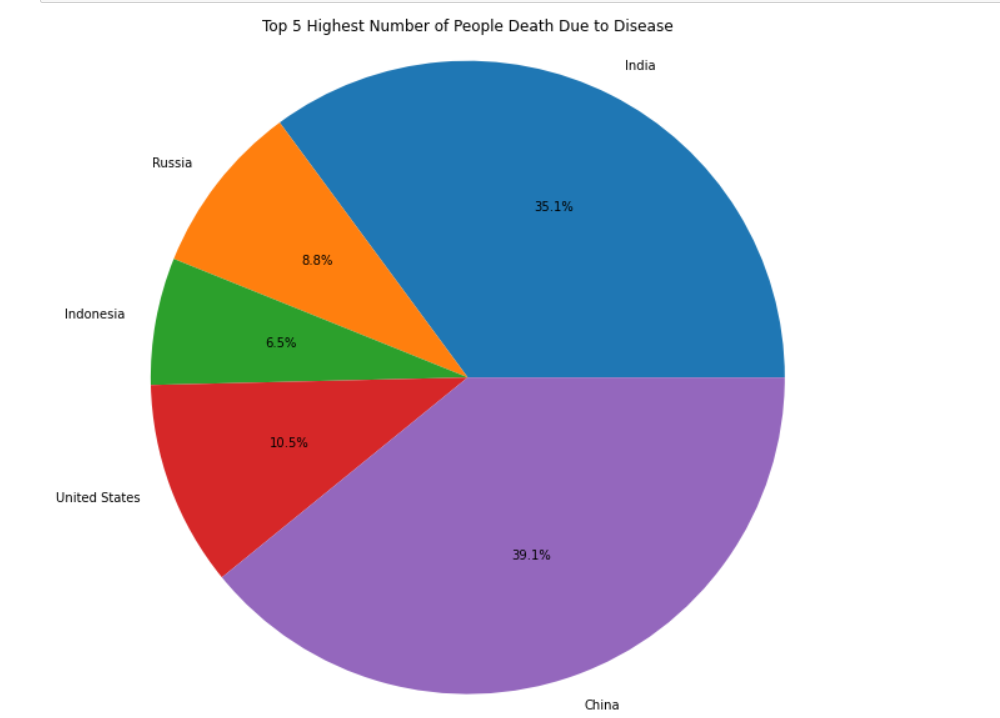 Top 5 Highest Number of People Death Due to Disease
India
Russia
35.1%
8.8%
Indonesia
6.5%
10.5%
United States
39.1%
China